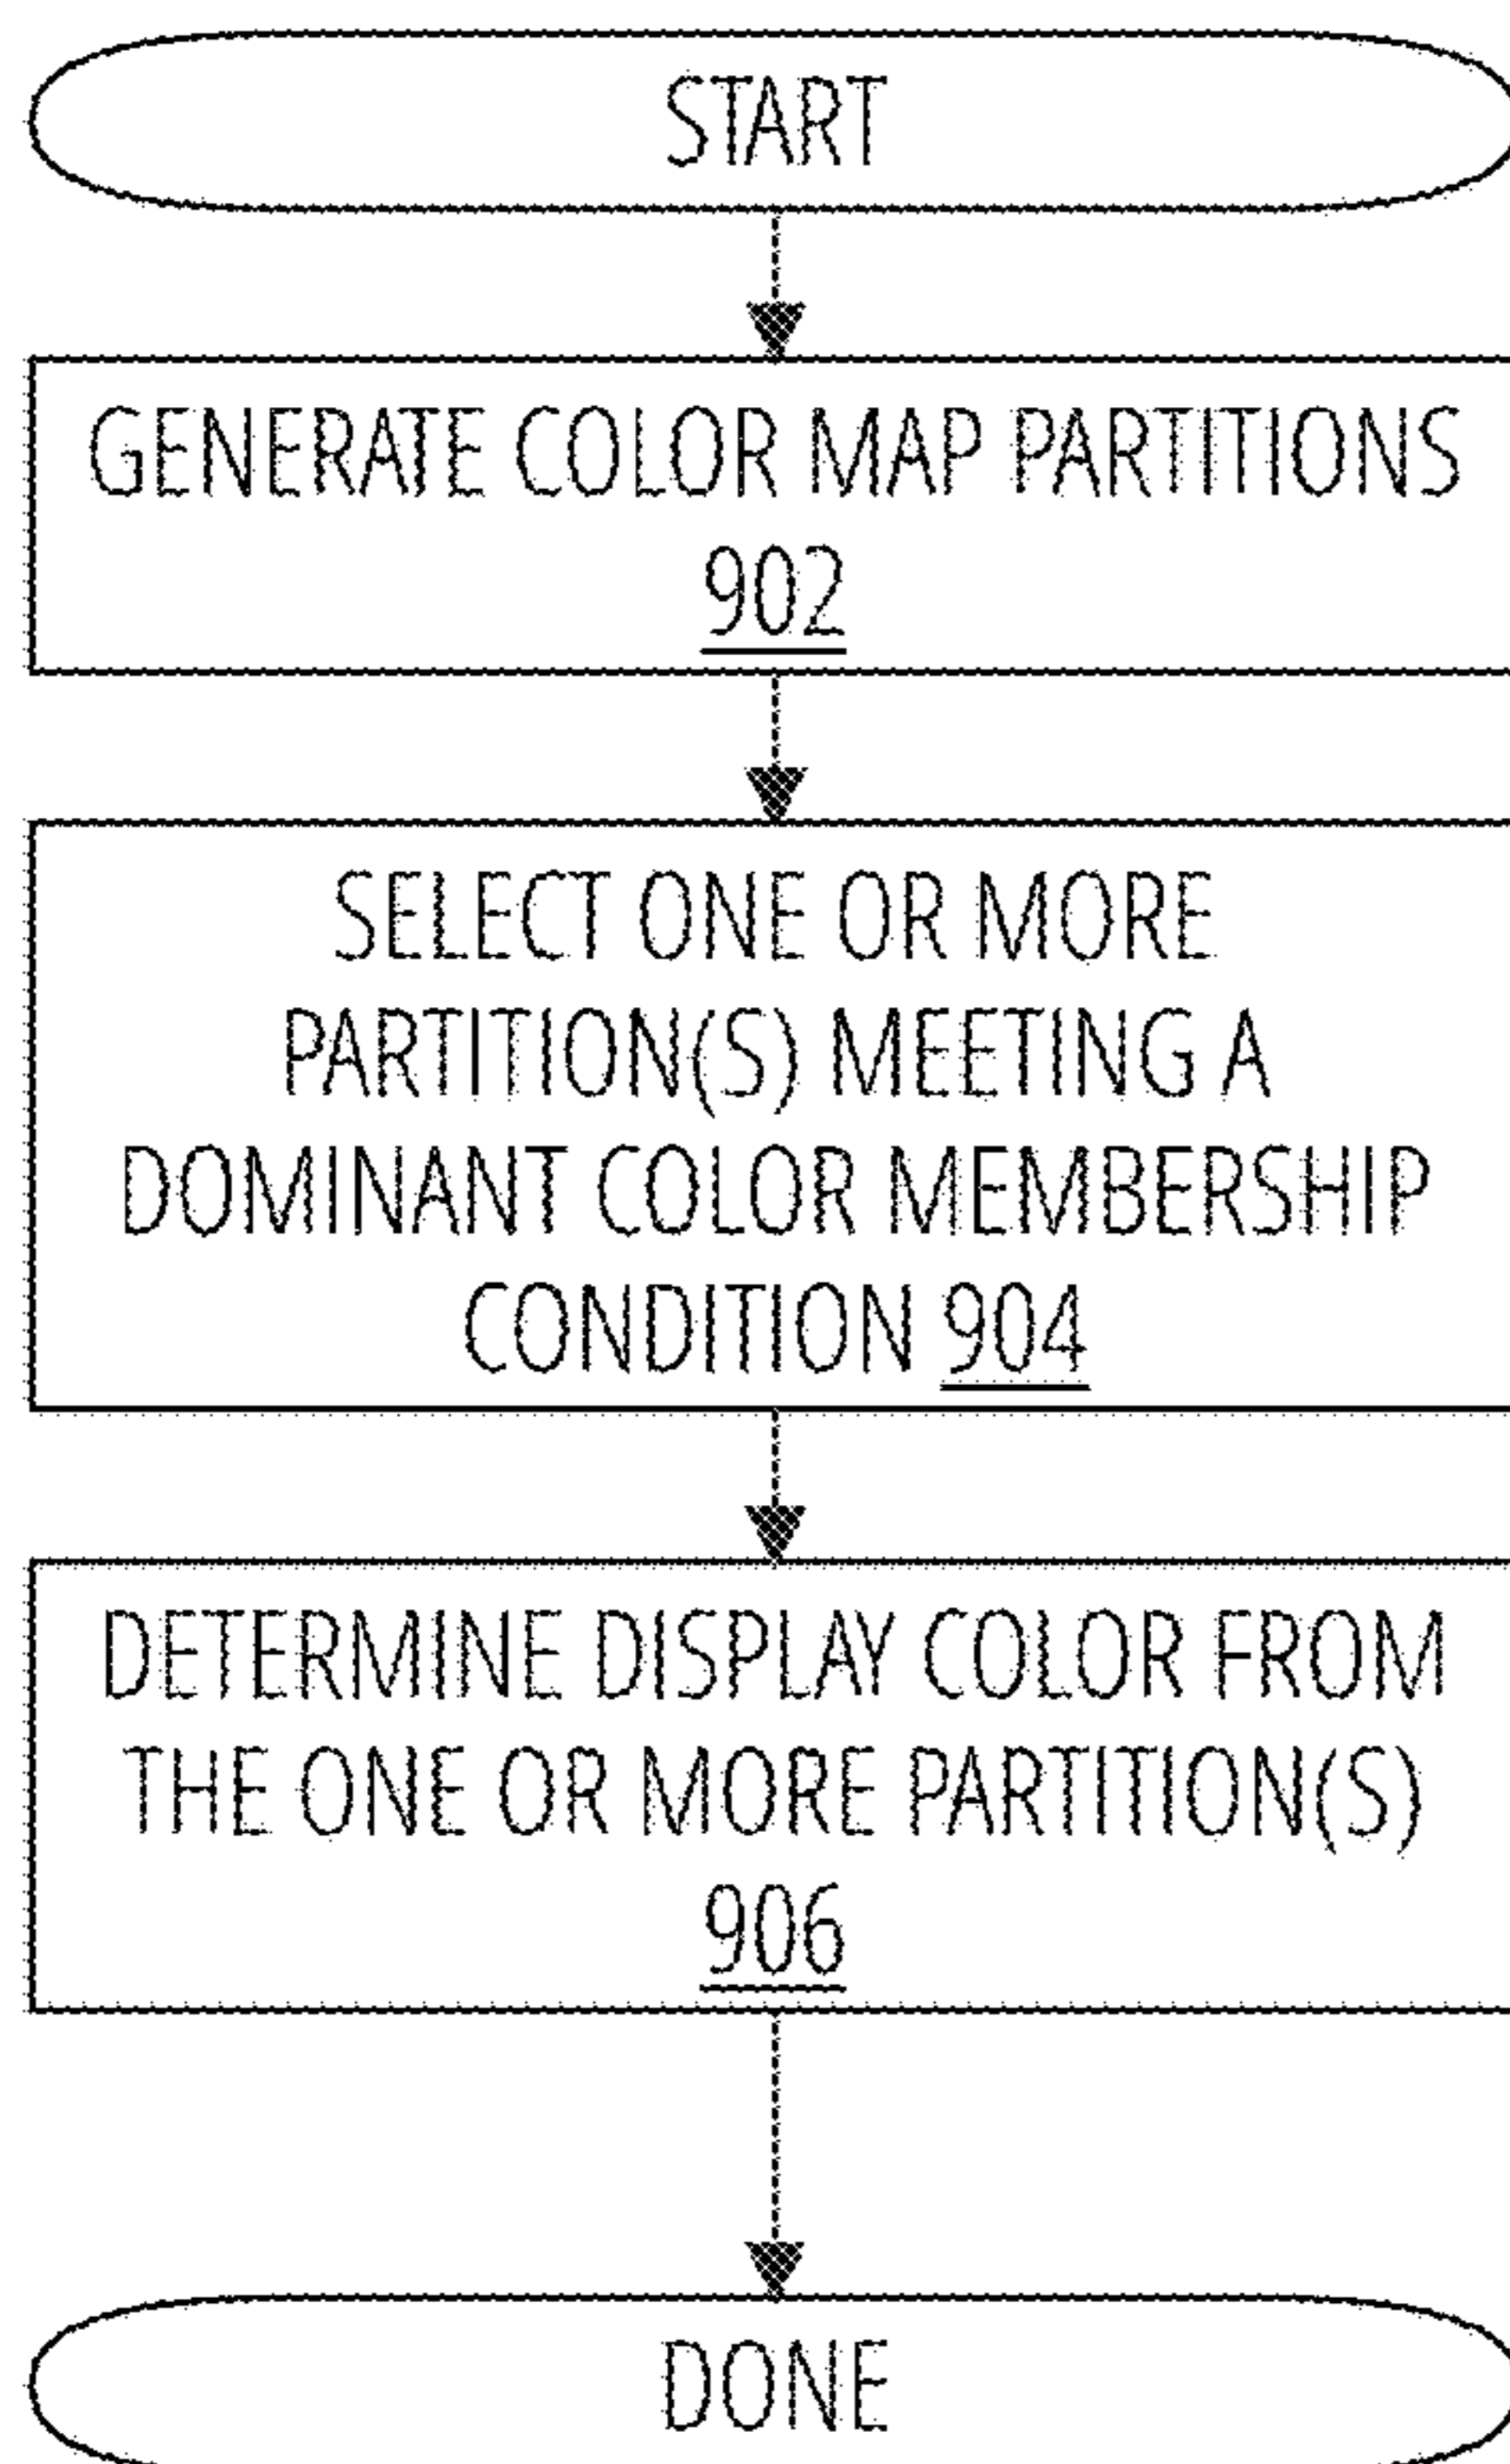 START
GENERATE COLOR MAP PARTITIONS
902
SELECT ONE OR MORE
PARTITION(S) MEETING A
DOMINANT COLOR MEMBERSHIP
CONDITION 904
DETERMINE DISPLAY COLOR FROM
THE ONE OR MORE PARTITION(S)
906
DONE